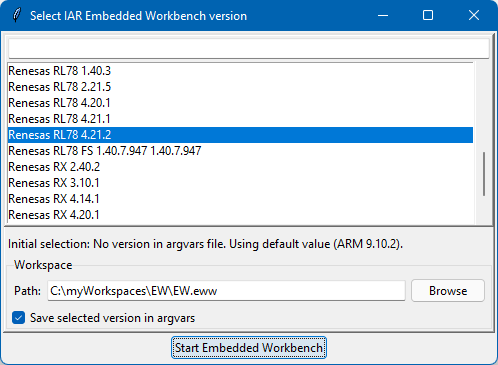 Select IAR Embedded Workbench version
Renesas RL78 1.40.3
Renesas RL78 2.21.5
Renesas RL78 4.20.1
Renesas RL78 4.21.1
Renesas RL78 4.21.2
Renesas RL78 FS 1.40.7.947 1.40.7.947
Renesas RX 2.40.2
Renesas RX 3.10.1
Renesas RX 4.14.1
Renesas RX 4.20.1
Initial selection: No version in argvars file. Using default value (ARM 9.10.2).
Workspace
Path: C:\myWorkspaces\EW\EW.eww Browse
Save selected version in argvars
Start Embedded Workbench